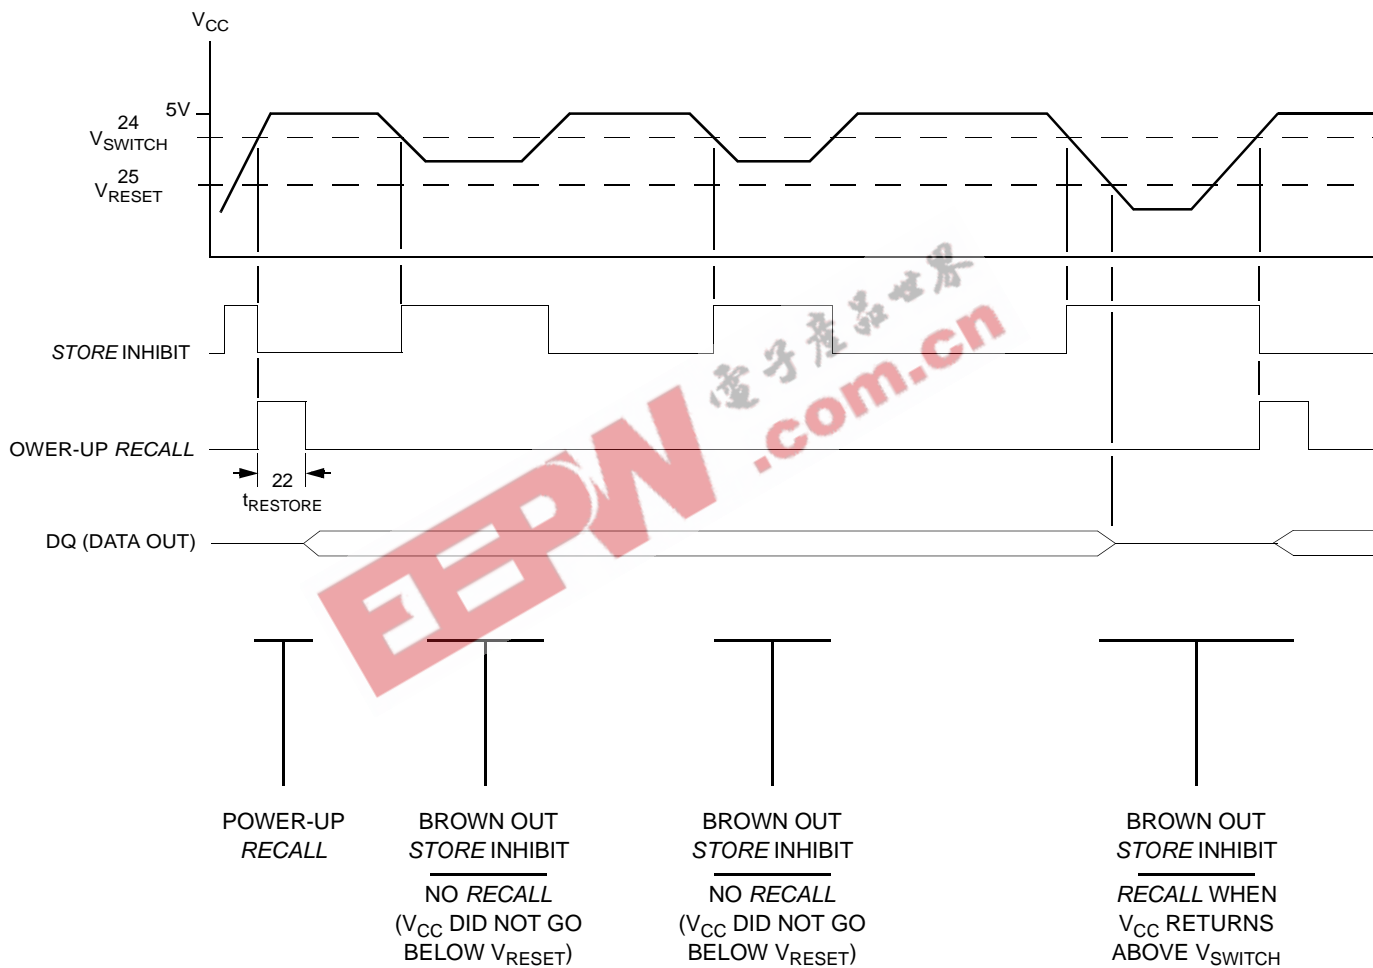 VCC
5V
24
VSWITCH
25
VRESET
STORE INHIBIT
OWER-UP RECALL
22
tRESTORE
DQ (DATA OUT)
EEPW
電子產品世界
.com.cn
POWER-UP
RECALL
BROWN OUT
STORE INHIBIT
NO RECALL
(VCC DID NOT GO
BELOW VRESET)
BROWN OUT
STORE INHIBIT
NO RECALL
(VCC DID NOT GO
BELOW VRESET)
BROWN OUT
STORE INHIBIT
RECALL WHEN
VCC RETURNS
ABOVE VSWITCH